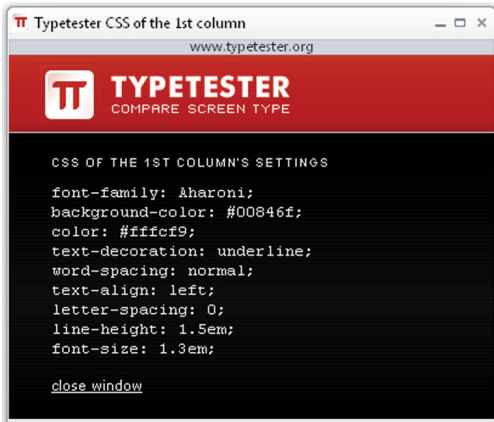 Typetester CSS of the 1st column
www.typetester.org
TYPETESTER
COMPARE SCREEN TYPE
CSS OF THE 1ST COLUMN'S SETTINGS
font-family: Aharoni;
background-color: #00846f;
color: #fffcf9;
text-decoration: underline;
word-spacing: normal;
text-align: left;
letter-spacing: 0;
line-height: 1.5em;
font-size: 1.3em;
close window